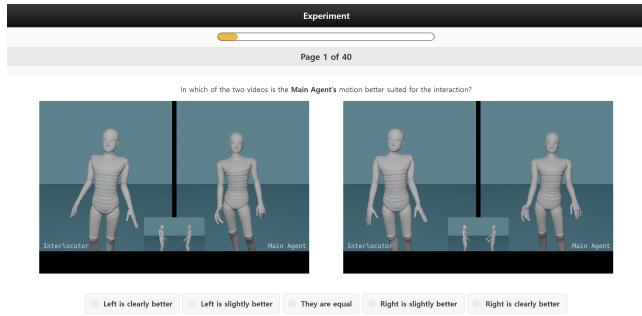 Experiment
Page 1 of 40
In which of the two videos is the Main Agent's motion better suited for the interaction?
Interlocutor Main Agent Interlocutor Main Agent
Left is clearly better Left is slightly better They are equal Right is slightly better Right is clearly better